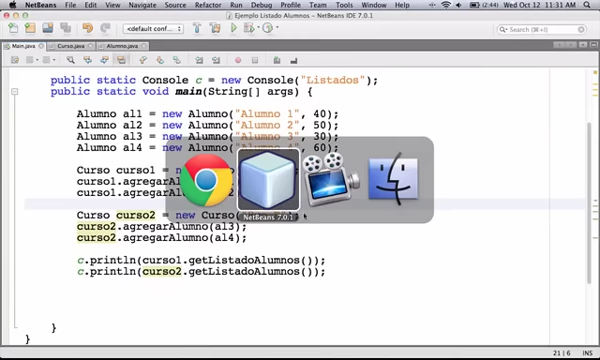 NetBeans File Edit View Navigate Source Refactor Run Debug Profile Team Tools Window Help (2:44) Wed Oct 12 11:31 AM
Ejemplo Listado Alumnos - NetBeans IDE 7.0.1
<default conf... Search (⌘+I)
Main.java Curso.java Alumno.java
public static Console c = new Console("Listados");
public static void main(String[] args) {
Alumno al1 = new Alumno("Alumno 1", 40);
Alumno al2 = new Alumno("Alumno 2", 50);
Alumno al3 = new Alumno("Alumno 3", 30);
Alumno al4 = new Alumno("Alumno 4", 60);
Curso curso1 = new
curso1.agregarAl
curso1.agregarAl
Curso curso2 = new Curso(
NetBeans 7.0.1
curso2.agregarAlumno(al3);
curso2.agregarAlumno(al4);
c.println(curso1.getListadoAlumnos());
c.println(curso2.getListadoAlumnos());
}
}
21 | 6 INS